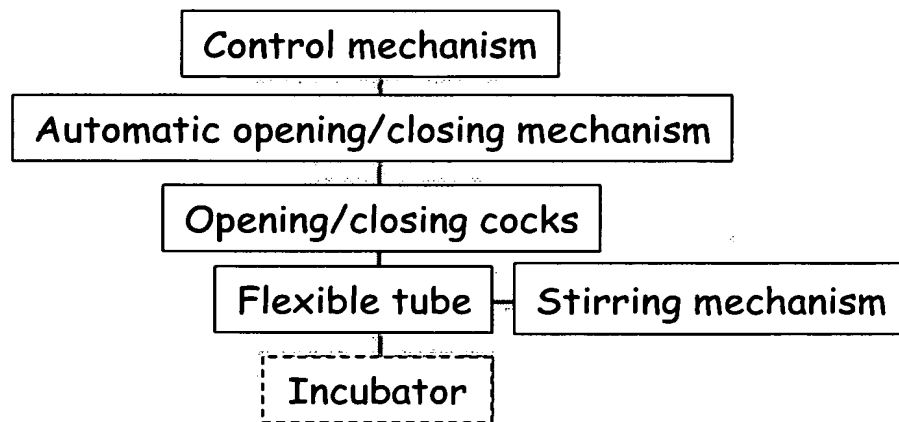 Control mechanism
Automatic opening/closing mechanism
Opening/closing cocks
Flexible tube
Stirring mechanism
Incubator